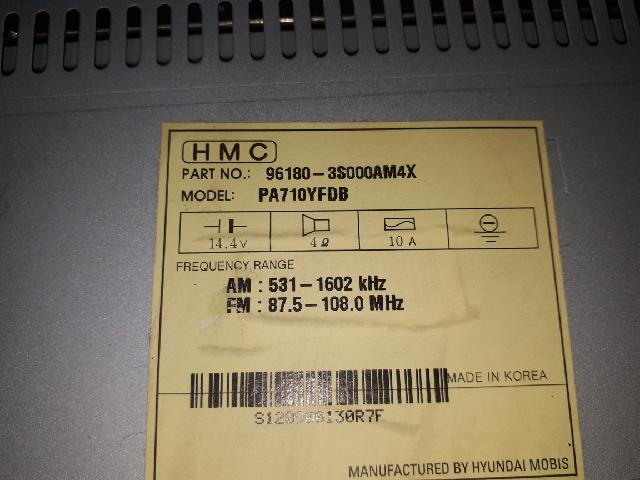 HMC
PART NO.: 96180-3S000AM4X
MODEL: PA710YFDB
14.4V 4Ω 10 A
FREQUENCY RANGE
AM : 531-1602 kHz
FM : 87.5-108.0 MHz
MADE IN KOREA
MANUFACTURED BY HYUNDAI MOBIS